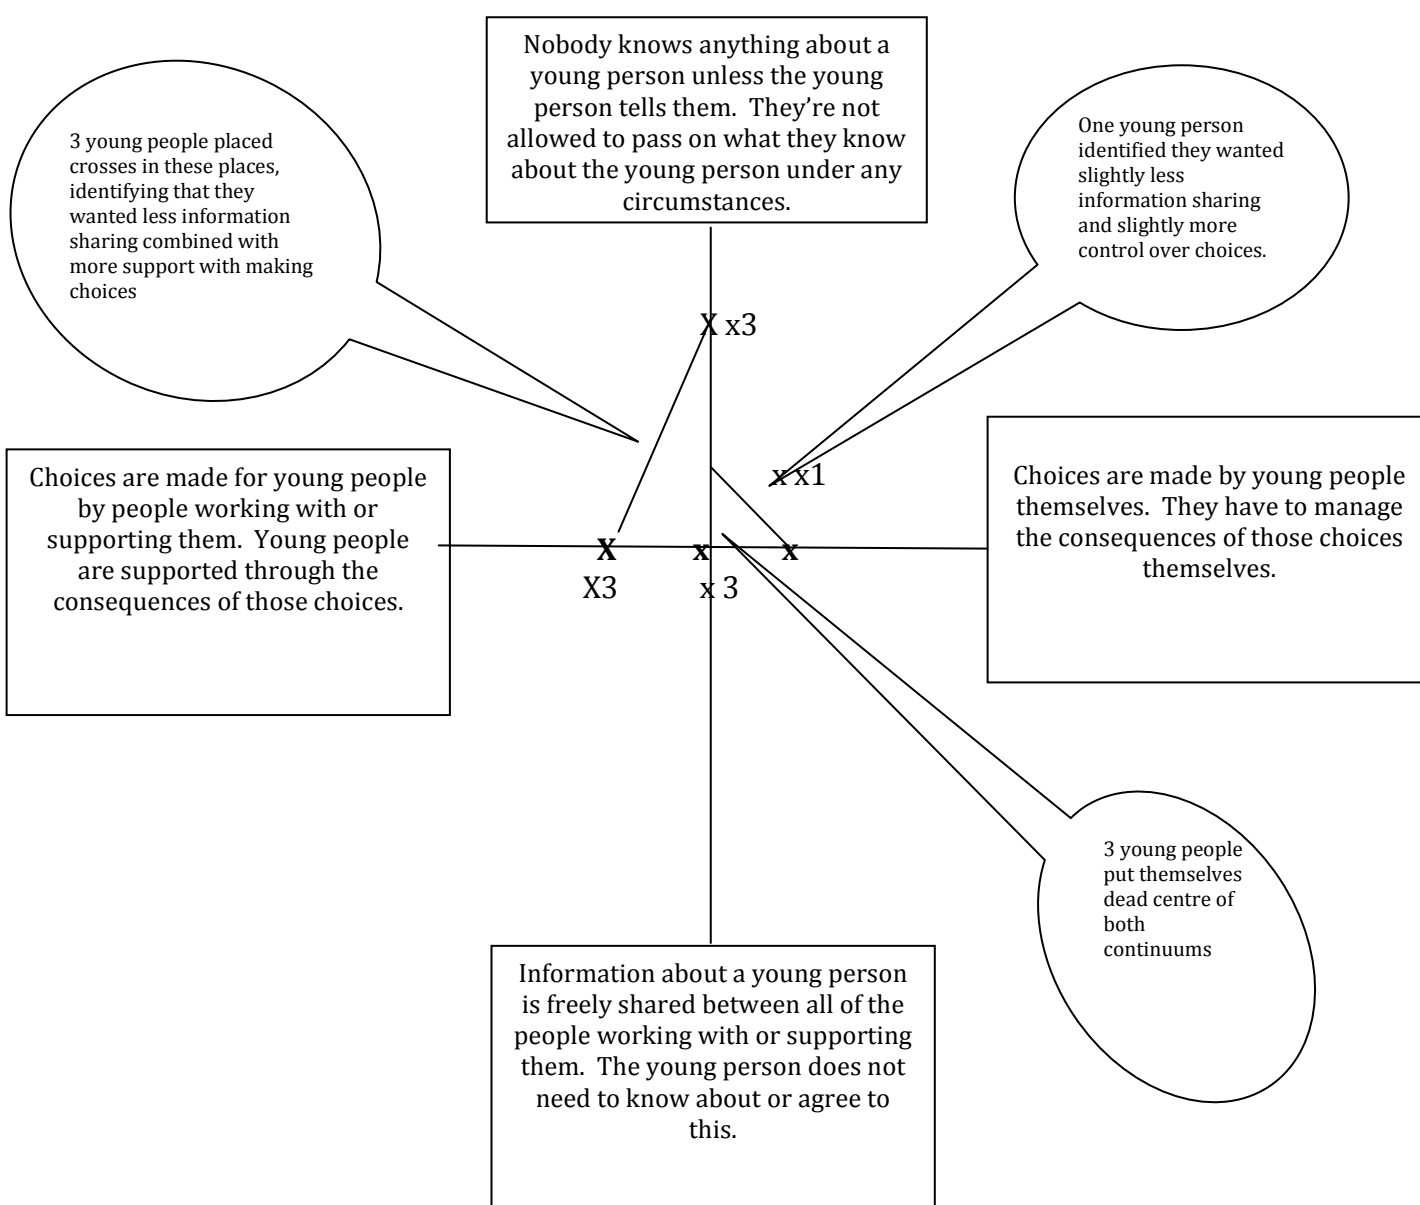 Nobody knows anything about a
young person unless the young
person tells them.  They’re not
allowed to pass on what they know
about the young person under any
circumstances.
3 young people placed
crosses in these places,
identifying that they
wanted less information
sharing combined with
more support with making
choices
One young person
identified they wanted
slightly less
information sharing
and slightly more
control over choices.
X x3
Choices are made for young people
by people working with or
supporting them.  Young people
are supported through the
consequences of those choices.
x x1
Choices are made by young people
themselves.  They have to manage
the consequences of those choices
themselves.
X x x
X3 x 3
3 young people
put themselves
dead centre of
both
continuums
Information about a young person
is freely shared between all of the
people working with or supporting
them.  The young person does not
need to know about or agree to
this.